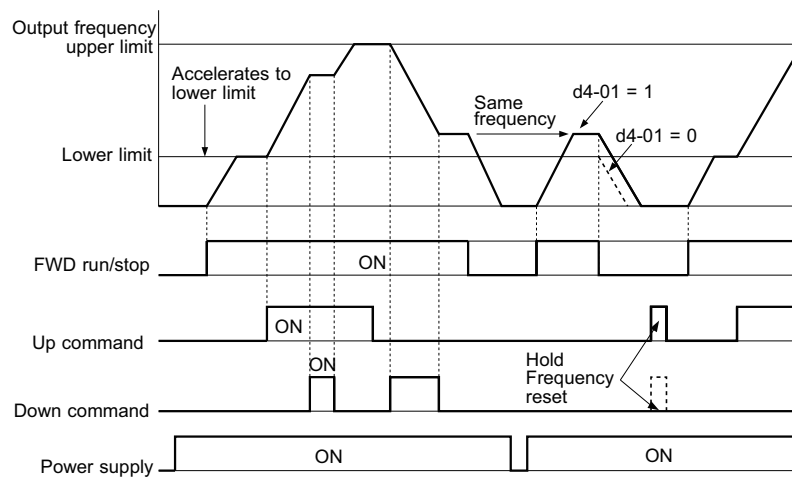 Output frequency
upper limit
Accelerates to
lower limit
d4-01 = 1
Same
frequency
d4-01 = 0
Lower limit
FWD run/stop
ON
ON
Up command
ON
Hold
Frequency
reset
Down command
Power supply
ON
ON